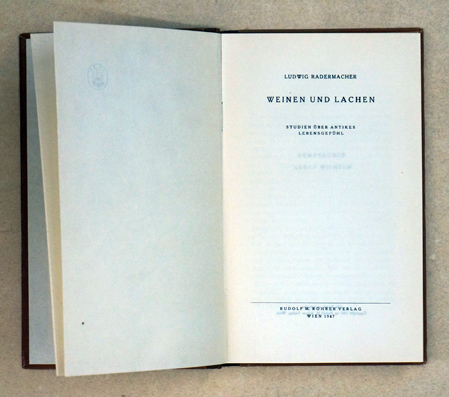 LUDWIG RADERMACHER
WEINEN UND LACHEN
STUDIEN ÜBER ANTIKES
LEBENSGEFÜHL
RUDOLF M. ROHRER VERLAG
WIEN 1947